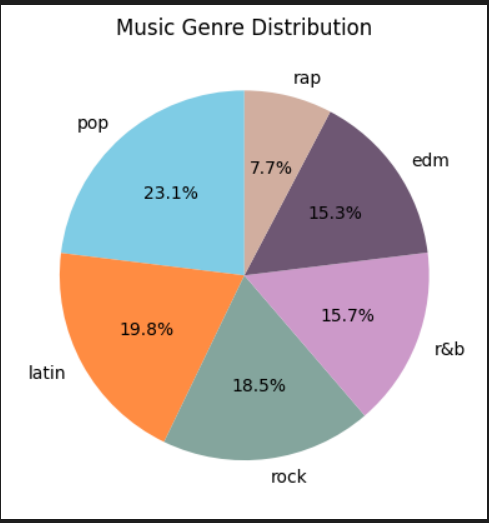 Music Genre Distribution
rap
pop
edm
7.7%
23.1%
15.3%
15.7%
19.8%
r&b
latin
18.5%
rock